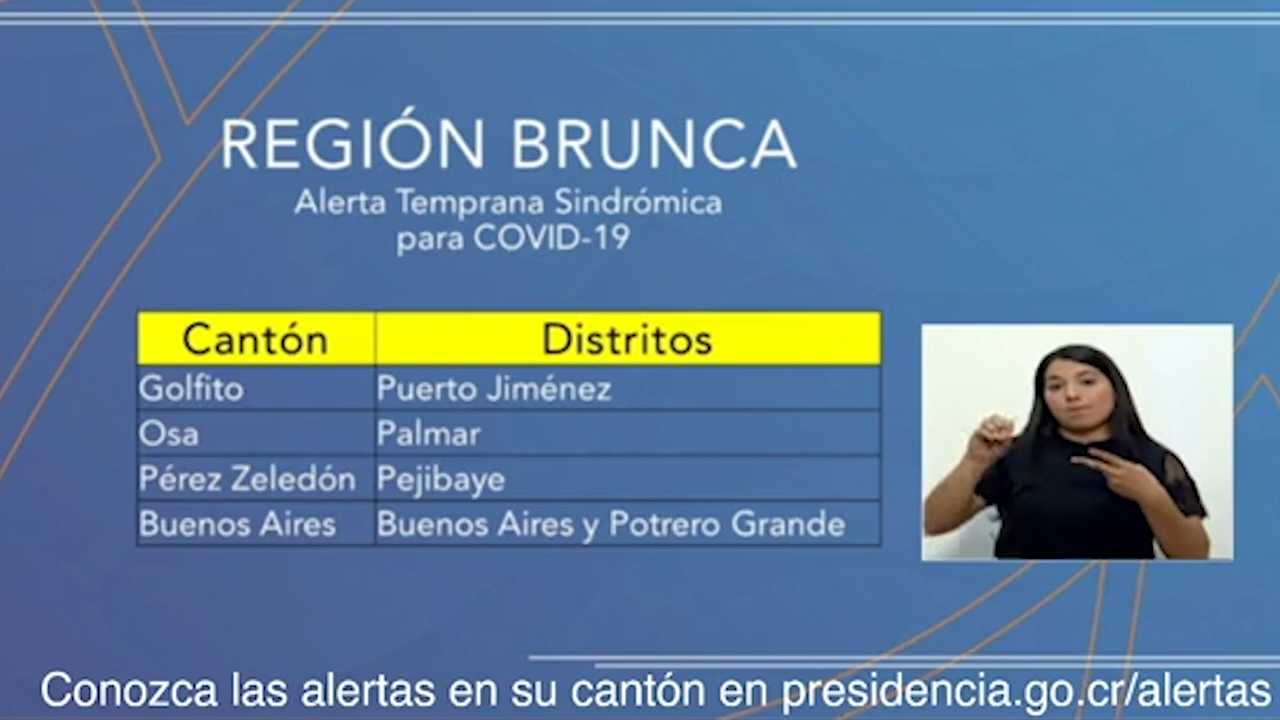 REGIÓN BRUNCA
Alerta Temprana Sindrómica
para COVID-19
Cantón Distritos
Golfito Puerto Jiménez
Osa Palmar
Pérez Zeledón Pejibaye
Buenos Aires Buenos Aires y Potrero Grande
Conozca las alertas en su cantón en presidencia.go.cr/alertas